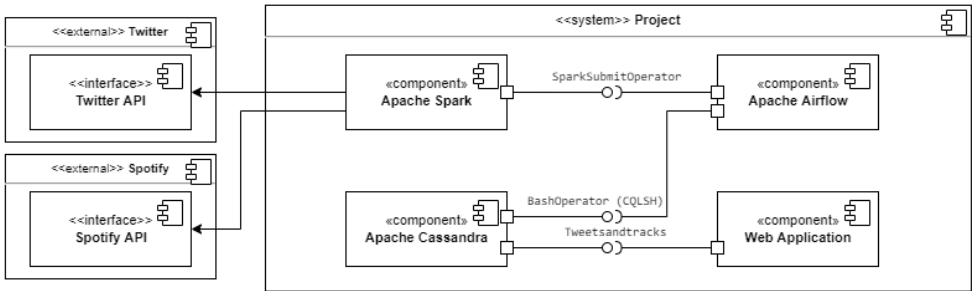 <<external>> Twitter
<<interface>>
Twitter API
<<external>> Spotify
<<interface>>
Spotify API
<<system>> Project
«component»
Apache Spark
SparkSubmitOperator
«component»
Apache Airflow
BashOperator (CQLSH)
«component»
Apache Cassandra
Tweetsandtracks
«component»
Web Application